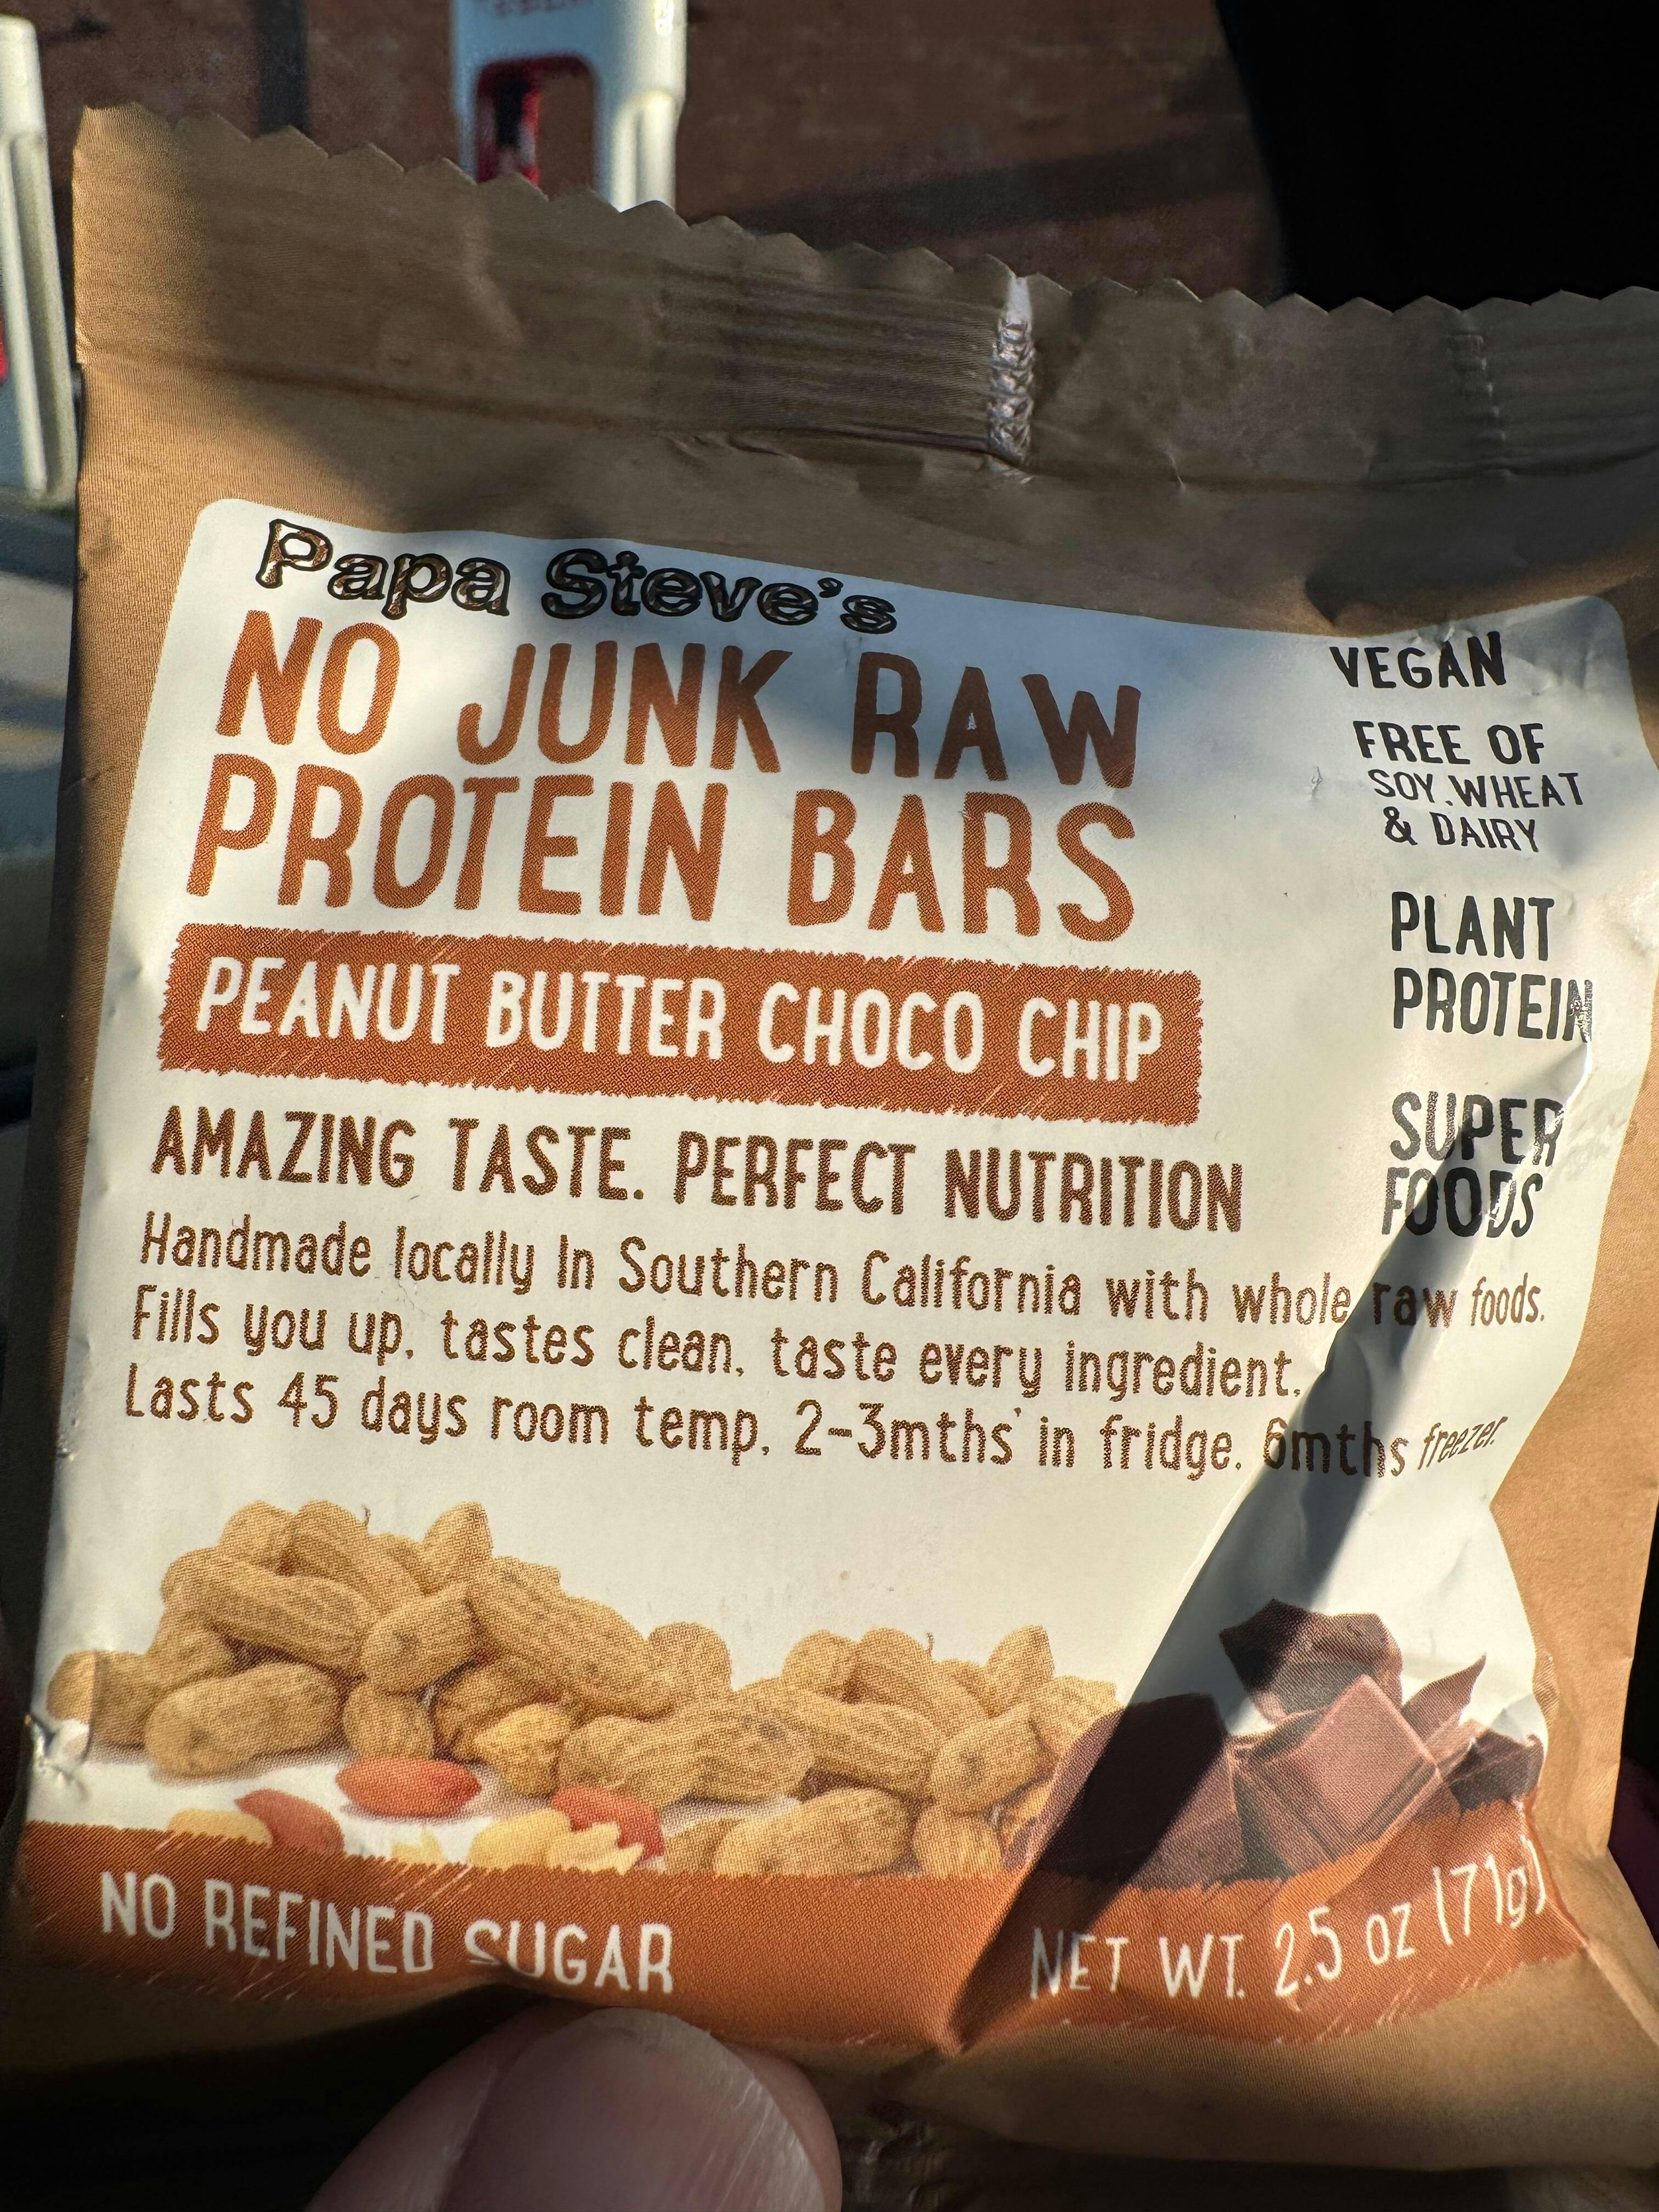 Papa Steve's
NO JUNK RAW
PROTEIN BARS
PEANUT BUTTER CHOCO CHIP
AMAZING TASTE. PERFECT NUTRITION
Handmade locally In Southern California with whole raw foods.
Fills you up, tastes clean, taste every ingredient.
Lasts 45 days room temp, 2-3mths' in fridge. 6mths freezer.
VEGAN
FREE OF
SOY, WHEAT
& DAIRY
PLANT
PROTEIN
SUPER
FOODS
NO REFINED SUGAR
NET WT. 2.5 oz (71g)